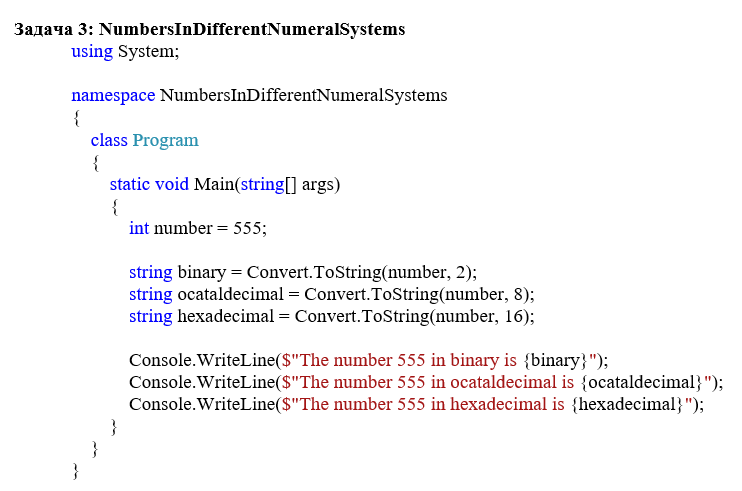 Задача 3: NumbersInDifferentNumeralSystems
using System;
namespace NumbersInDifferentNumeralSystems
{
class Program
{
static void Main(string[] args)
{
int number = 555;
string binary = Convert.ToString(number, 2);
string ocataldecimal = Convert.ToString(number, 8);
string hexadecimal = Convert.ToString(number, 16);
Console.WriteLine($"The number 555 in binary is {binary}");
Console.WriteLine($"The number 555 in ocataldecimal is {ocataldecimal}");
Console.WriteLine($"The number 555 in hexadecimal is {hexadecimal}");
}
}
}